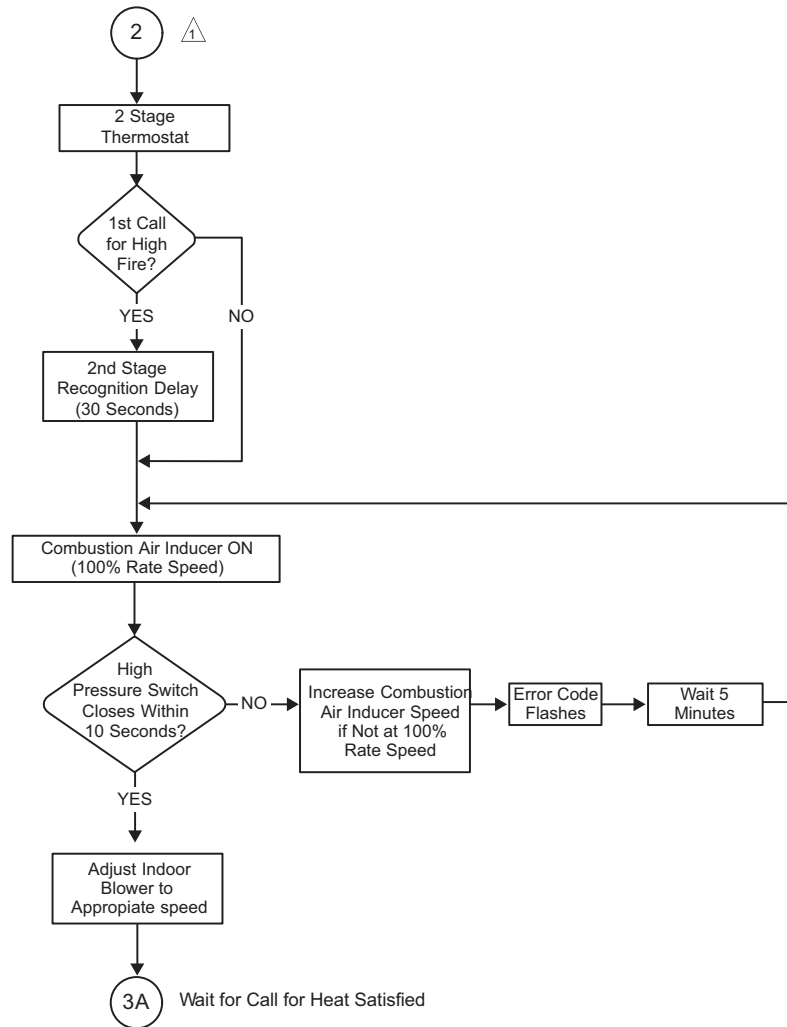 2
1
2 Stage
Thermostat
1st Call
for High
Fire?
YES
NO
2nd Stage
Recognition Delay
(30 Seconds)
Combustion Air Inducer ON
(100% Rate Speed)
High
Pressure Switch
Closes Within
10 Seconds?
NO
Increase Combustion
Air Inducer Speed
if Not at 100%
Rate Speed
Error Code
Flashes
Wait 5
Minutes
YES
Adjust Indoor
Blower to
Appropiate speed
3A
Wait for Call for Heat Satisfied